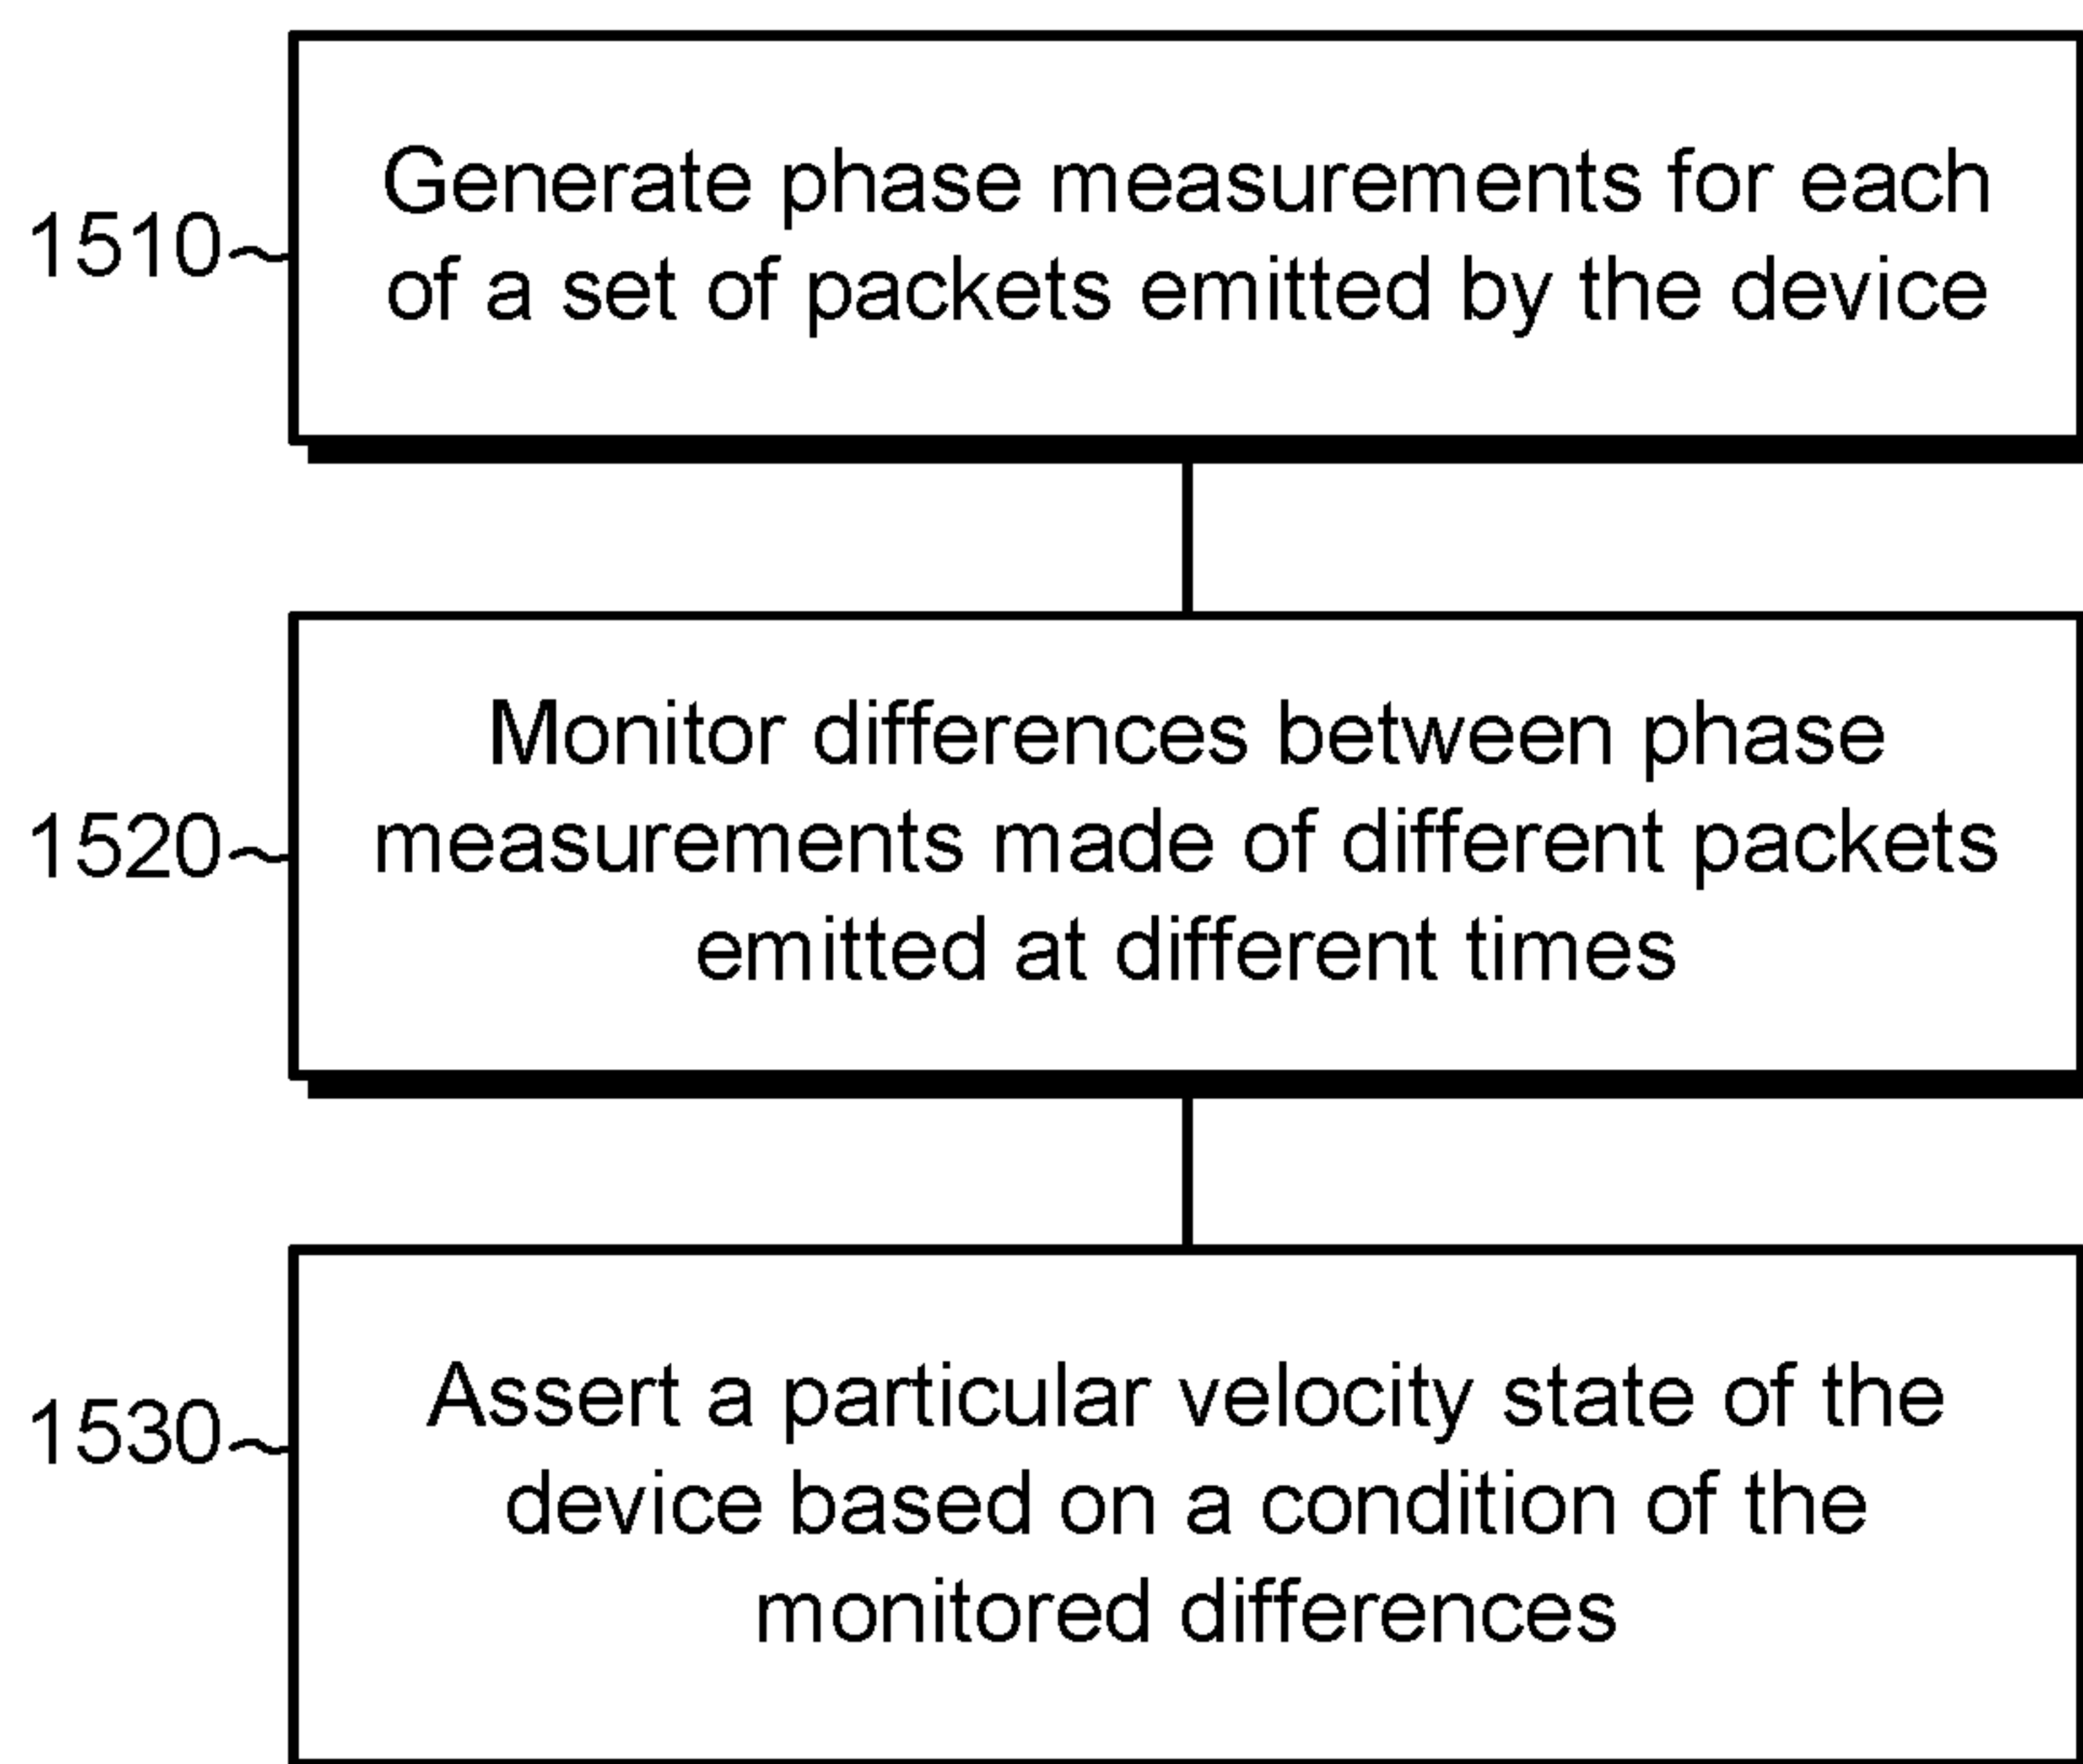 Generate phase measurements for each
1510
of a set of packets emitted by the device
Monitor differences between phase
1520
measurements made of different packets
emitted at different times
Assert a particular velocity state of the
1530
device based on a condition of the
monitored differences